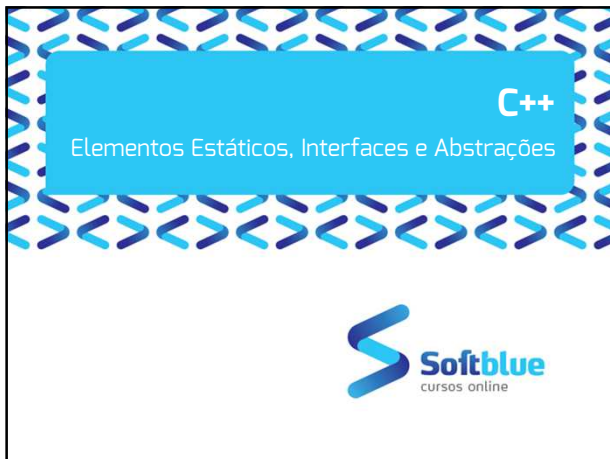 C++
Elementos Estáticos, Interfaces e Abstrações
Softblue
cursos online